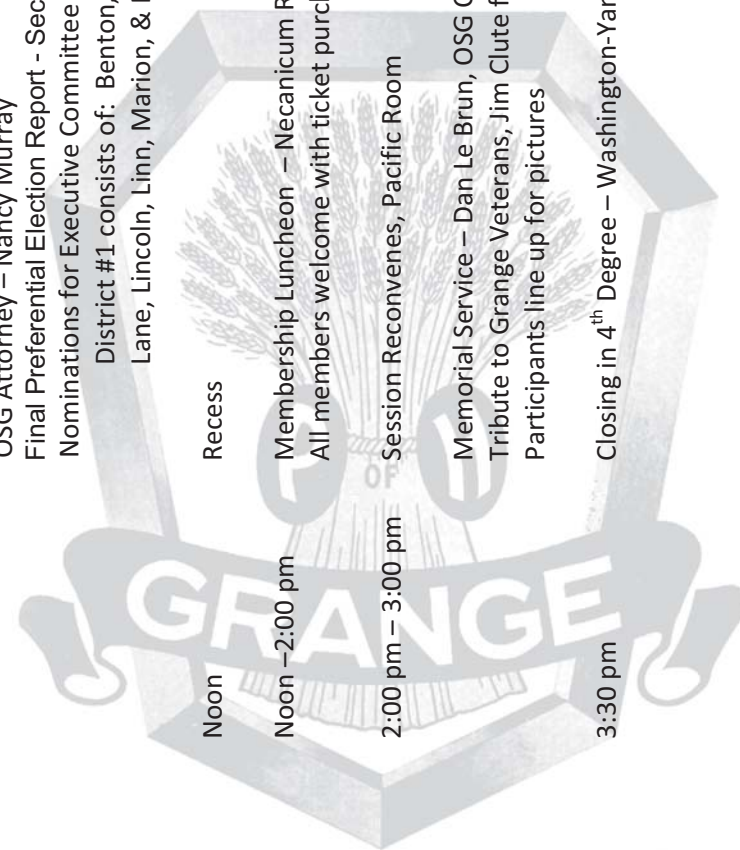 OSG Attorney – Nancy Murray
Final Preferential Election Report - Sec
Nominations for Executive Committee
District #1 consists of: Benton,
Lane, Lincoln, Linn, Marion, &
Noon Recess
Noon –2:00 pm Membership Luncheon – Necanicum
All members welcome with ticket purch
2:00 pm – 3:00 pm Session Reconvenes, Pacific Room
Memorial Service – Dan Le Brun, OSG
Tribute to Grange Veterans, Jim Clute f
Participants line up for pictures
3:30 pm Closing in 4th Degree – Washington-Yam
P OF H
GRANGE